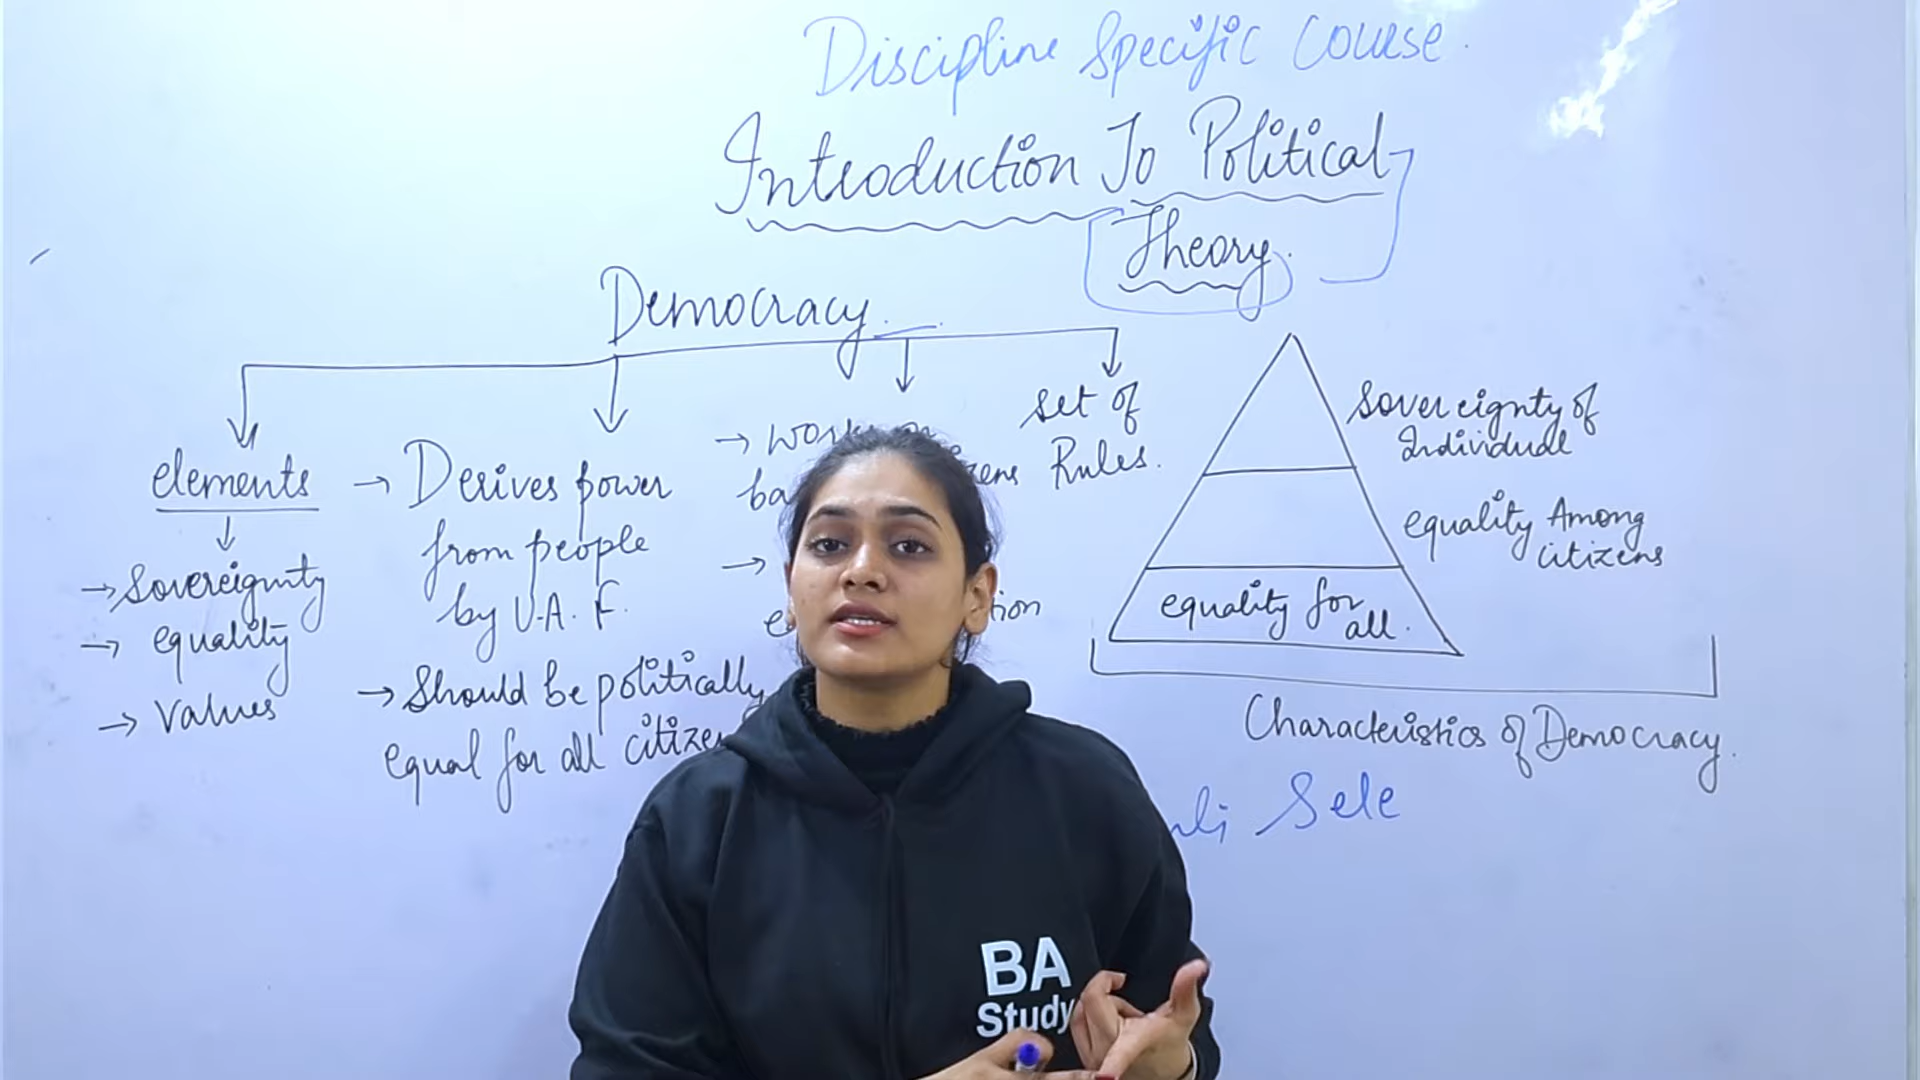 Discipline Specific Course.
Introduction To Political
Theory.
Democracy.
elements
→ Sovereignty
→ equality
→ Values
→ Derives power
from people
by U.A.F.
→ Should be politically
equal for all
→
→
set of
Rules.
Sovereignty of
Individual
equality Among
citizens
equality for
all.
Characteristics of Democracy.
Sele
BA
Study